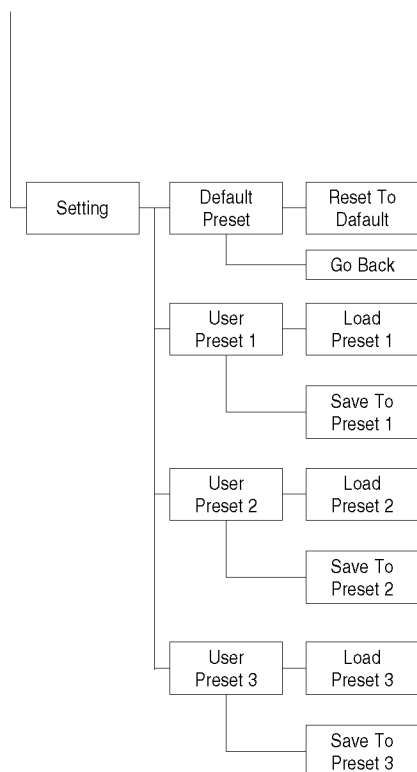 Setting
Default
Preset
Reset To
Dafault
Go Back
User
Preset 1
Load
Preset 1
Save To
Preset 1
User
Preset 2
Load
Preset 2
Save To
Preset 2
User
Preset 3
Load
Preset 3
Save To
Preset 3